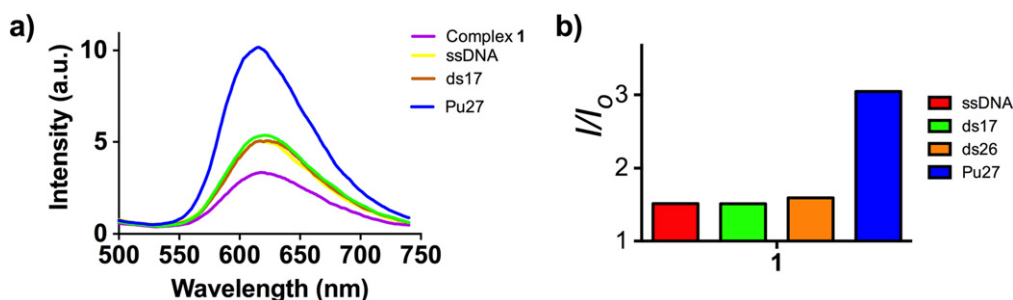 a)
Intensity (a.u.)
10
5
0
500 550 600 650 700 750
Wavelength (nm)
Complex 1
ssDNA
ds17
Pu27
b)
I/Io
3
2
1
1
ssDNA
ds17
ds26
Pu27